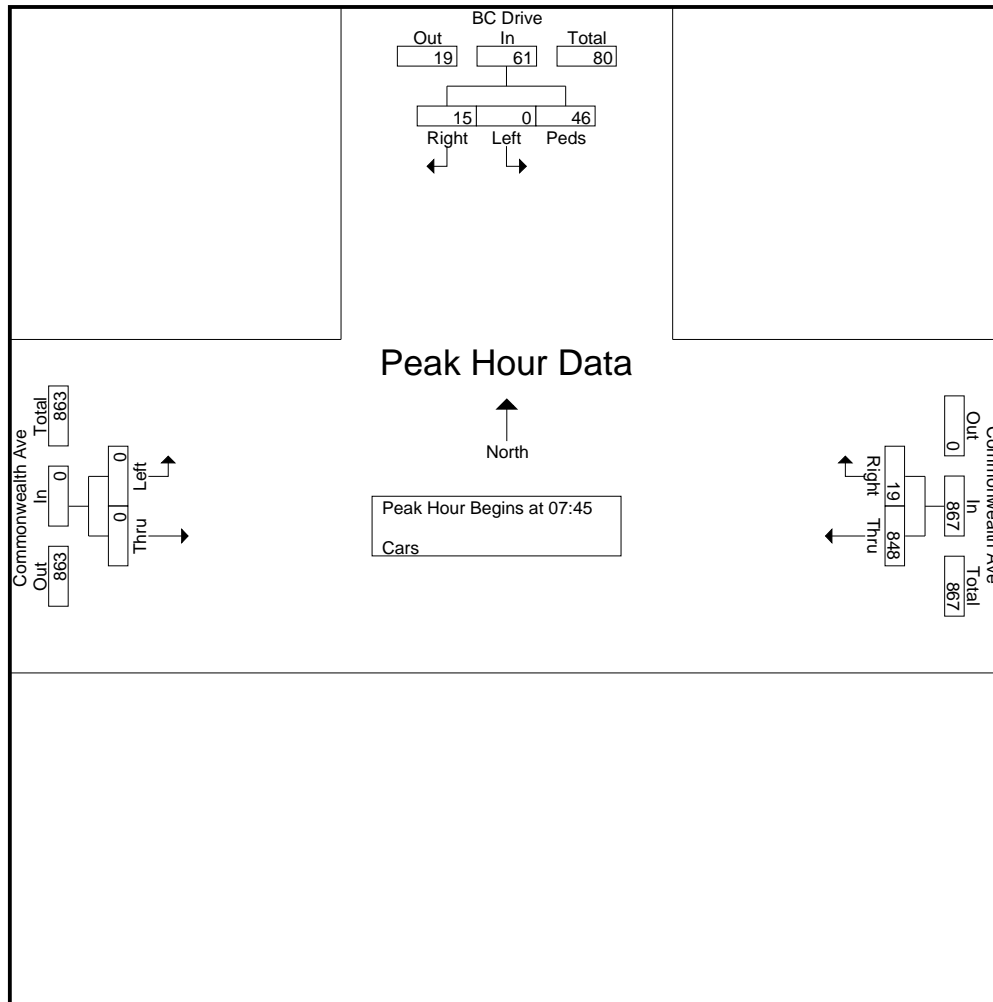 BC Drive
Out In Total
19 61 80
15 0 46
Right Left Peds
Peak Hour Data
North
Peak Hour Begins at 07:45
Cars
Commonwealth Ave
Total In Out
863 0 863
Left Thru
0 0
Commonwealth Ave
Out In Total
0 867 867
Right Thru
19 848